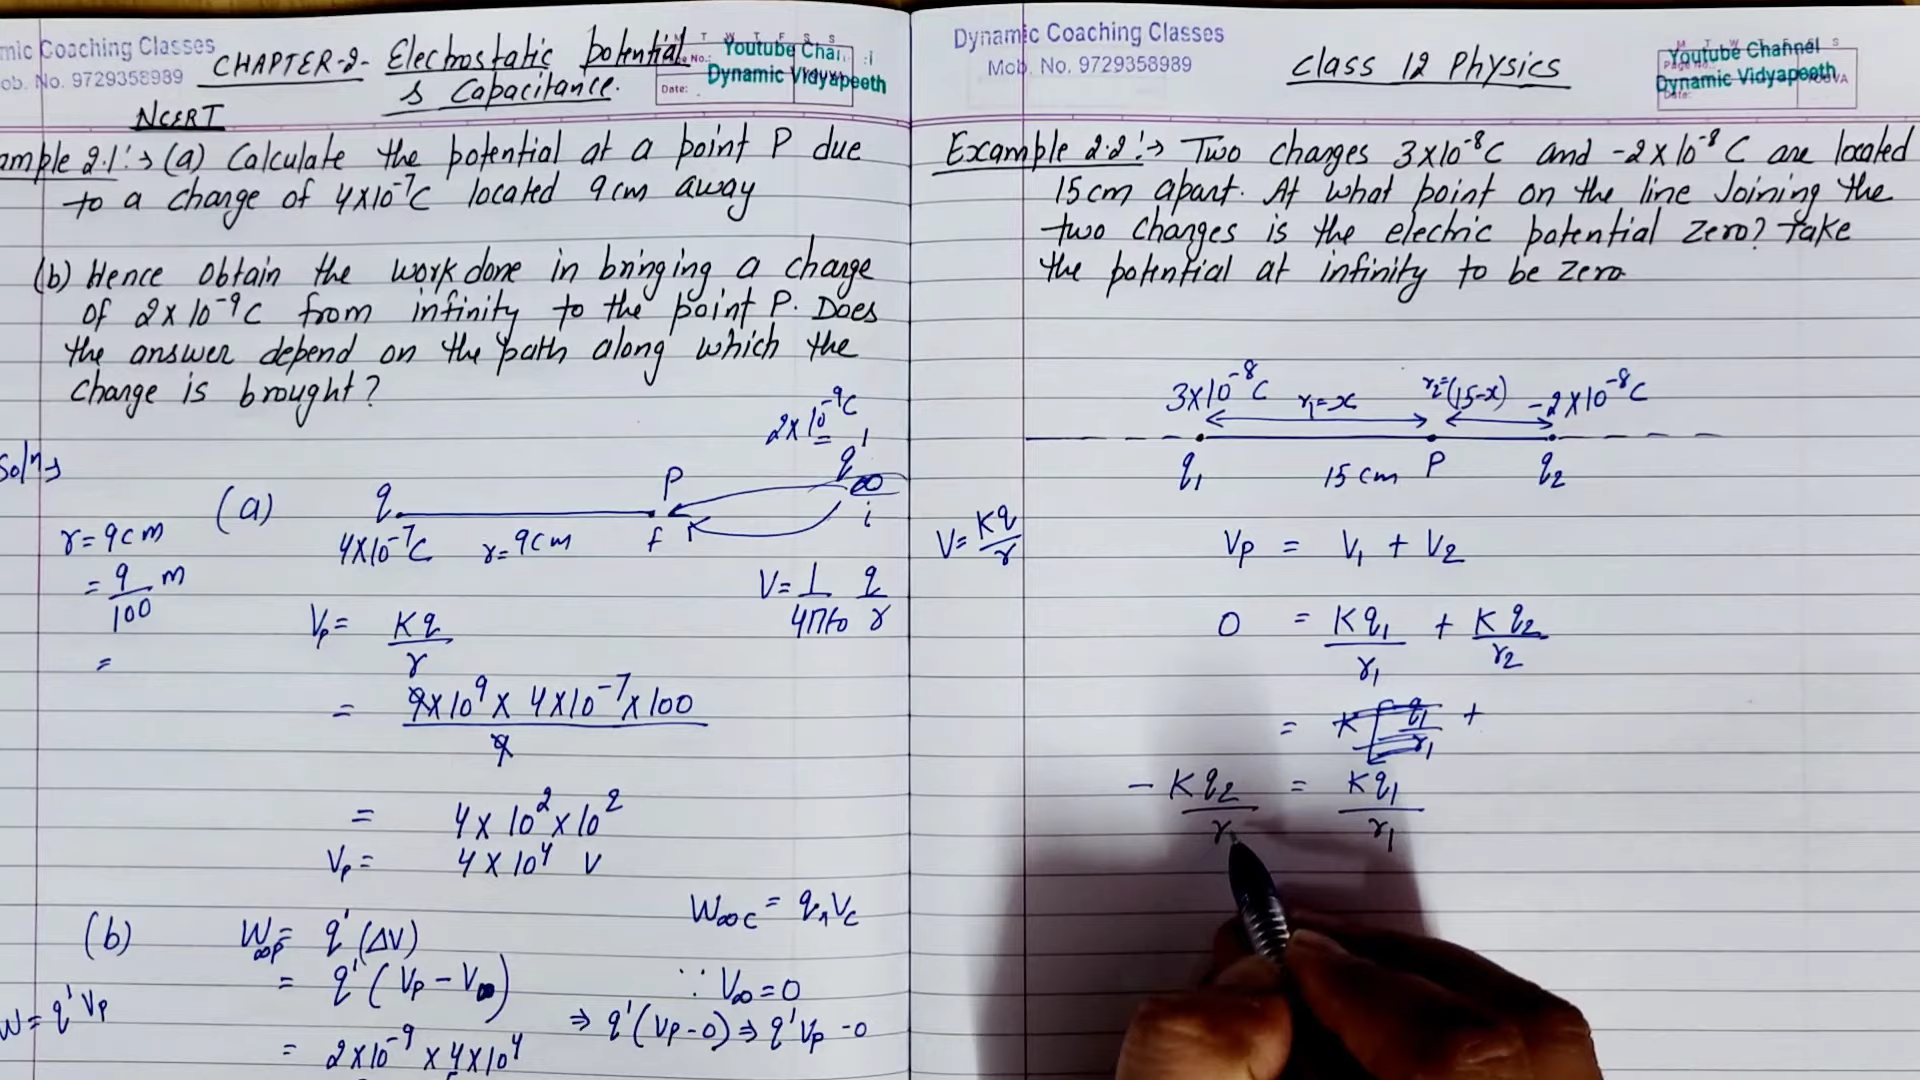 mic Coaching Classes
ob. No. 9729358989
CHAPTER-2- Electrostatic potential
& Capacitance.
Youtube Chan
Dynamic Vidyapeeth
Date:
NCERT
ample 2.1:→ (a) Calculate the potential at a point P due
to a charge of 4×10⁻⁷C located 9cm away
(b) Hence obtain the work done in bringing a charge
of 2×10⁻⁹C from infinity to the point P. Does
the answer depend on the path along which the
charge is brought?
Solⁿ→
2×10⁻⁹C
(a) q P q' ∞
4×10⁻⁷C r=9cm f i
r=9cm
= 9/100 m
=
V= 1/4π∈0 q/r
Vp= Kq/r
= 9×10⁹× 4×10⁻⁷×100 / 9
= 4×10²×10²
Vp= 4×10⁴ V
W∞c = q₁Vc
(b) W∞p= q'(ΔV)
= q'(Vp-V∞) ∵ V∞=0
W= q'Vp
⇒ q'(Vp-0)⇒ q'Vp-0
= 2×10⁻⁹×4×10⁴
Dynamic Coaching Classes
Mob. No. 9729358989
Class 12 Physics
M T W T F S S
Youtube Channel
Dynamic Vidyapeeth
Example 2.2:→ Two charges 3×10⁻⁸C and -2×10⁻⁸C are located
15cm apart. At what point on the line joining the
two charges is the electric potential zero? Take
the potential at infinity to be zero
3×10⁻⁸C r₁=x r₂=(15-x) -2×10⁻⁸C
q₁ 15cm P q₂
V= Kq/r
Vp = V₁ + V₂
0 = Kq₁/r₁ + Kq₂/r₂
= K[q₁/r₁ +
- Kq₂/r = Kq₁/r₁